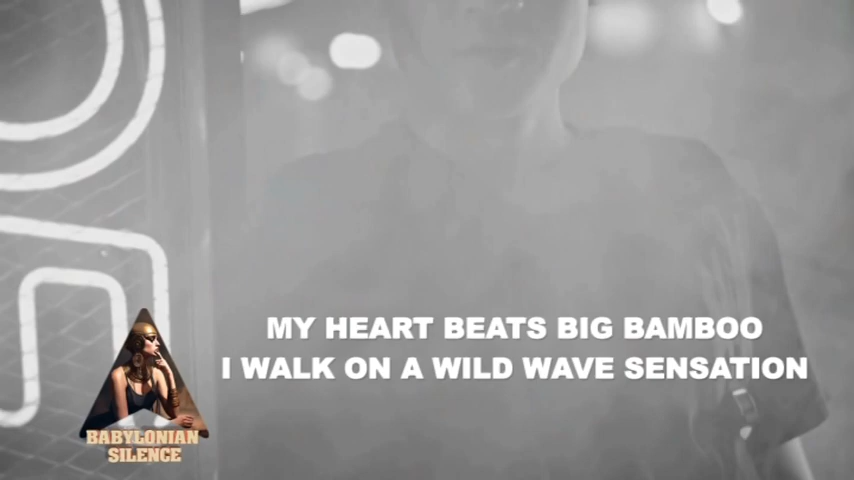 MY HEART BEATS BIG BAMBOO
I WALK ON A WILD WAVE SENSATION
BABYLONIAN
SILENCE